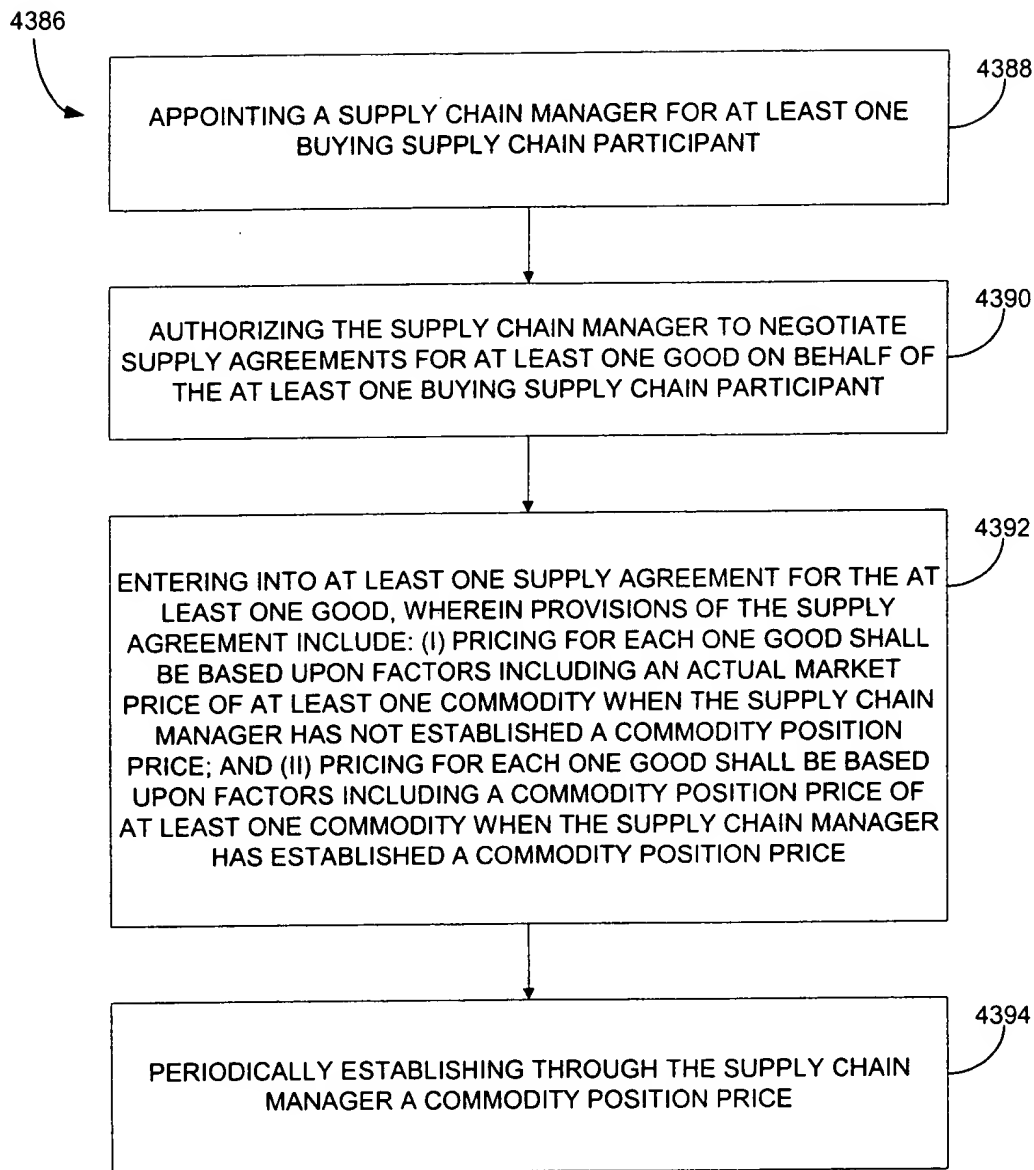 4386
4388
APPOINTING A SUPPLY CHAIN MANAGER FOR AT LEAST ONE
BUYING SUPPLY CHAIN PARTICIPANT
4390
AUTHORIZING THE SUPPLY CHAIN MANAGER TO NEGOTIATE
SUPPLY AGREEMENTS FOR AT LEAST ONE GOOD ON BEHALF OF
THE AT LEAST ONE BUYING SUPPLY CHAIN PARTICIPANT
4392
ENTERING INTO AT LEAST ONE SUPPLY AGREEMENT FOR THE AT
LEAST ONE GOOD, WHEREIN PROVISIONS OF THE SUPPLY
AGREEMENT INCLUDE: (I) PRICING FOR EACH ONE GOOD SHALL
BE BASED UPON FACTORS INCLUDING AN ACTUAL MARKET
PRICE OF AT LEAST ONE COMMODITY WHEN THE SUPPLY CHAIN
MANAGER HAS NOT ESTABLISHED A COMMODITY POSITION
PRICE; AND (II) PRICING FOR EACH ONE GOOD SHALL BE BASED
UPON FACTORS INCLUDING A COMMODITY POSITION PRICE OF
AT LEAST ONE COMMODITY WHEN THE SUPPLY CHAIN MANAGER
HAS ESTABLISHED A COMMODITY POSITION PRICE
4394
PERIODICALLY ESTABLISHING THROUGH THE SUPPLY CHAIN
MANAGER A COMMODITY POSITION PRICE